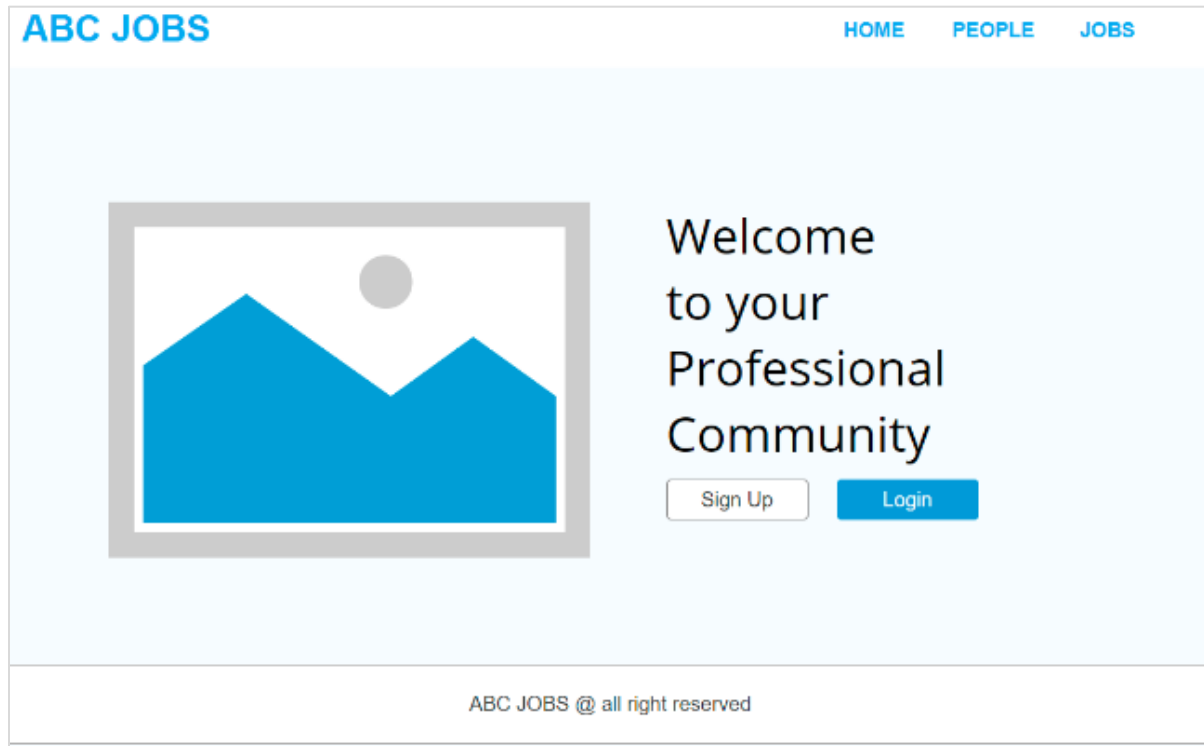 ABC JOBS
HOME PEOPLE JOBS
Welcome
to your
Professional
Community
Sign Up Login
ABC JOBS @ all right reserved